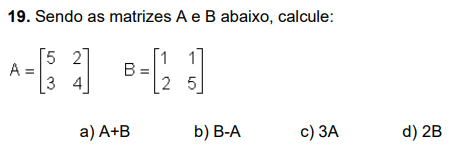 19. Sendo as matrizes A e B abaixo, calcule:
A = [5 2
3 4] B = [1 1
2 5]
a) A+B b) B-A c) 3A d) 2B